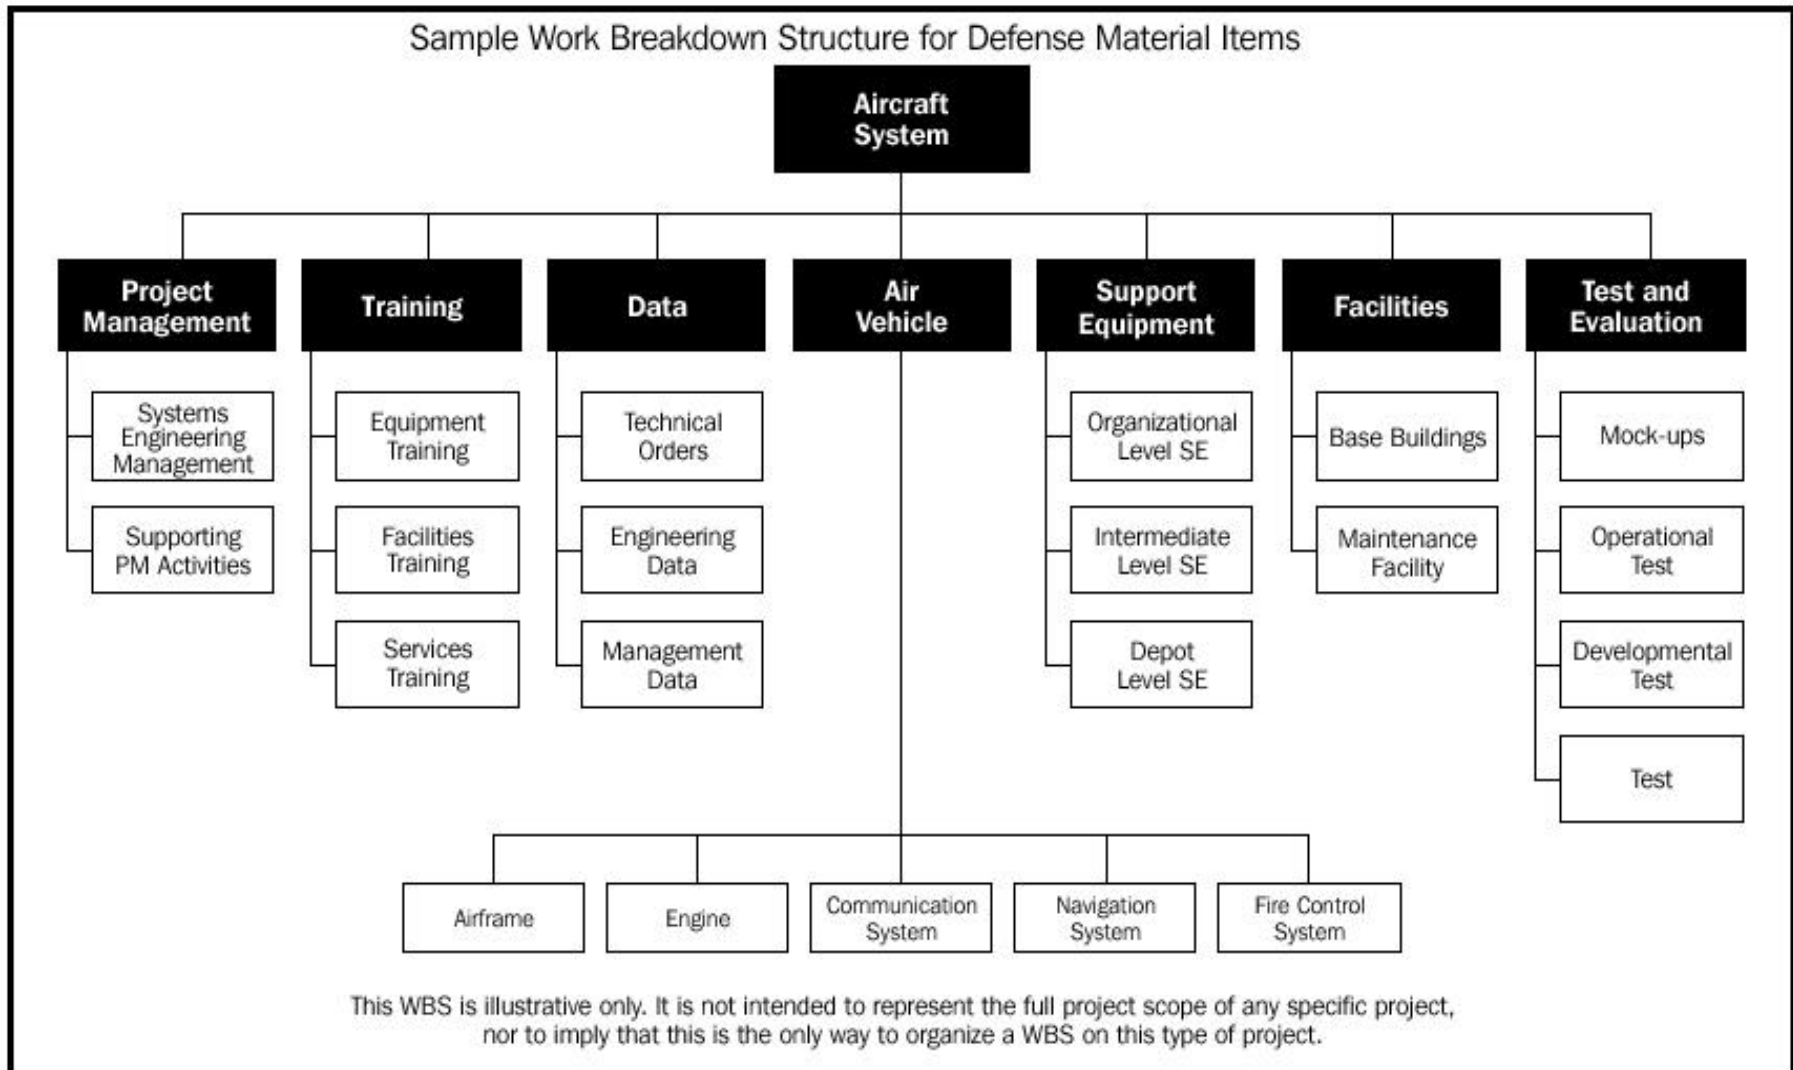 Sample Work Breakdown Structure for Defense Material Items
Aircraft
System
Project
Management
Training
Data
Air
Vehicle
Support
Equipment
Facilities
Test and
Evaluation
Systems
Engineering
Management
Supporting
PM Activities
Equipment
Training
Facilities
Training
Services
Training
Technical
Orders
Engineering
Data
Management
Data
Organizational
Level SE
Intermediate
Level SE
Depot
Level SE
Base Buildings
Maintenance
Facility
Mock-ups
Operational
Test
Developmental
Test
Test
Airframe
Engine
Communication
System
Navigation
System
Fire Control
System
This WBS is illustrative only. It is not intended to represent the full project scope of any specific project,
nor to imply that this is the only way to organize a WBS on this type of project.